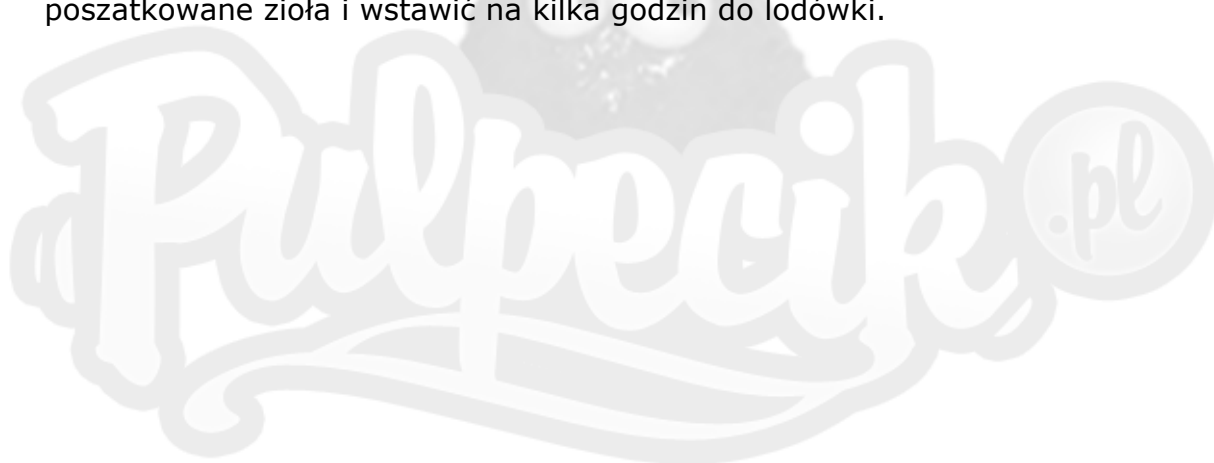 poszatkowane zioła i wstawić na kilka godzin do lodówki.
Pulpecik .pl